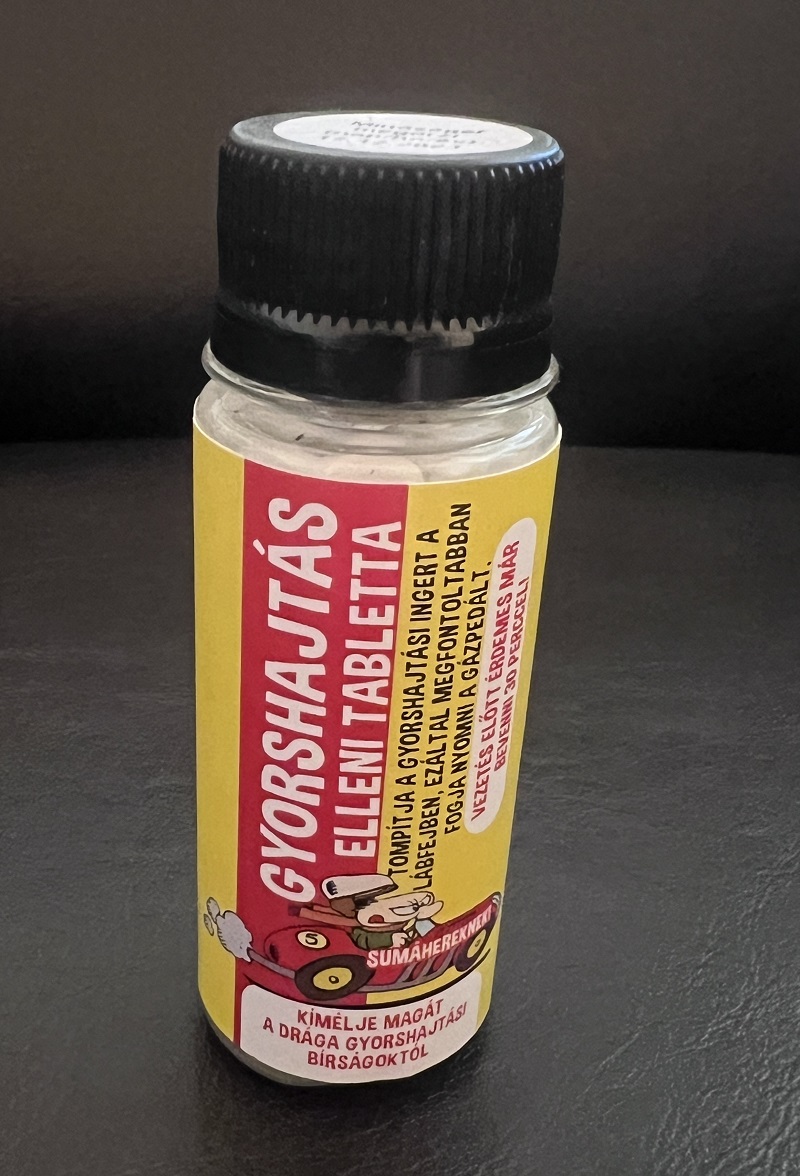 GYORSHAJTÁS
ELLENI TABLETTA
TOMPÍTJA A GYORSHAJTÁSI INGERT A
LÁBFEJBEN, EZÁLTAL MEGFONTOLTABBAN
FOGJA NYOMNI A GÁZPEDÁLT.
VEZETÉS ELŐTT ÉRDEMES MÁR
BEVENNI 30 PERCCEL!
5
SUMÁHEREKNEK!
KÍMÉLJE MAGÁT
A DRÁGA GYORSHAJTÁSI
BÍRSÁGOKTÓL